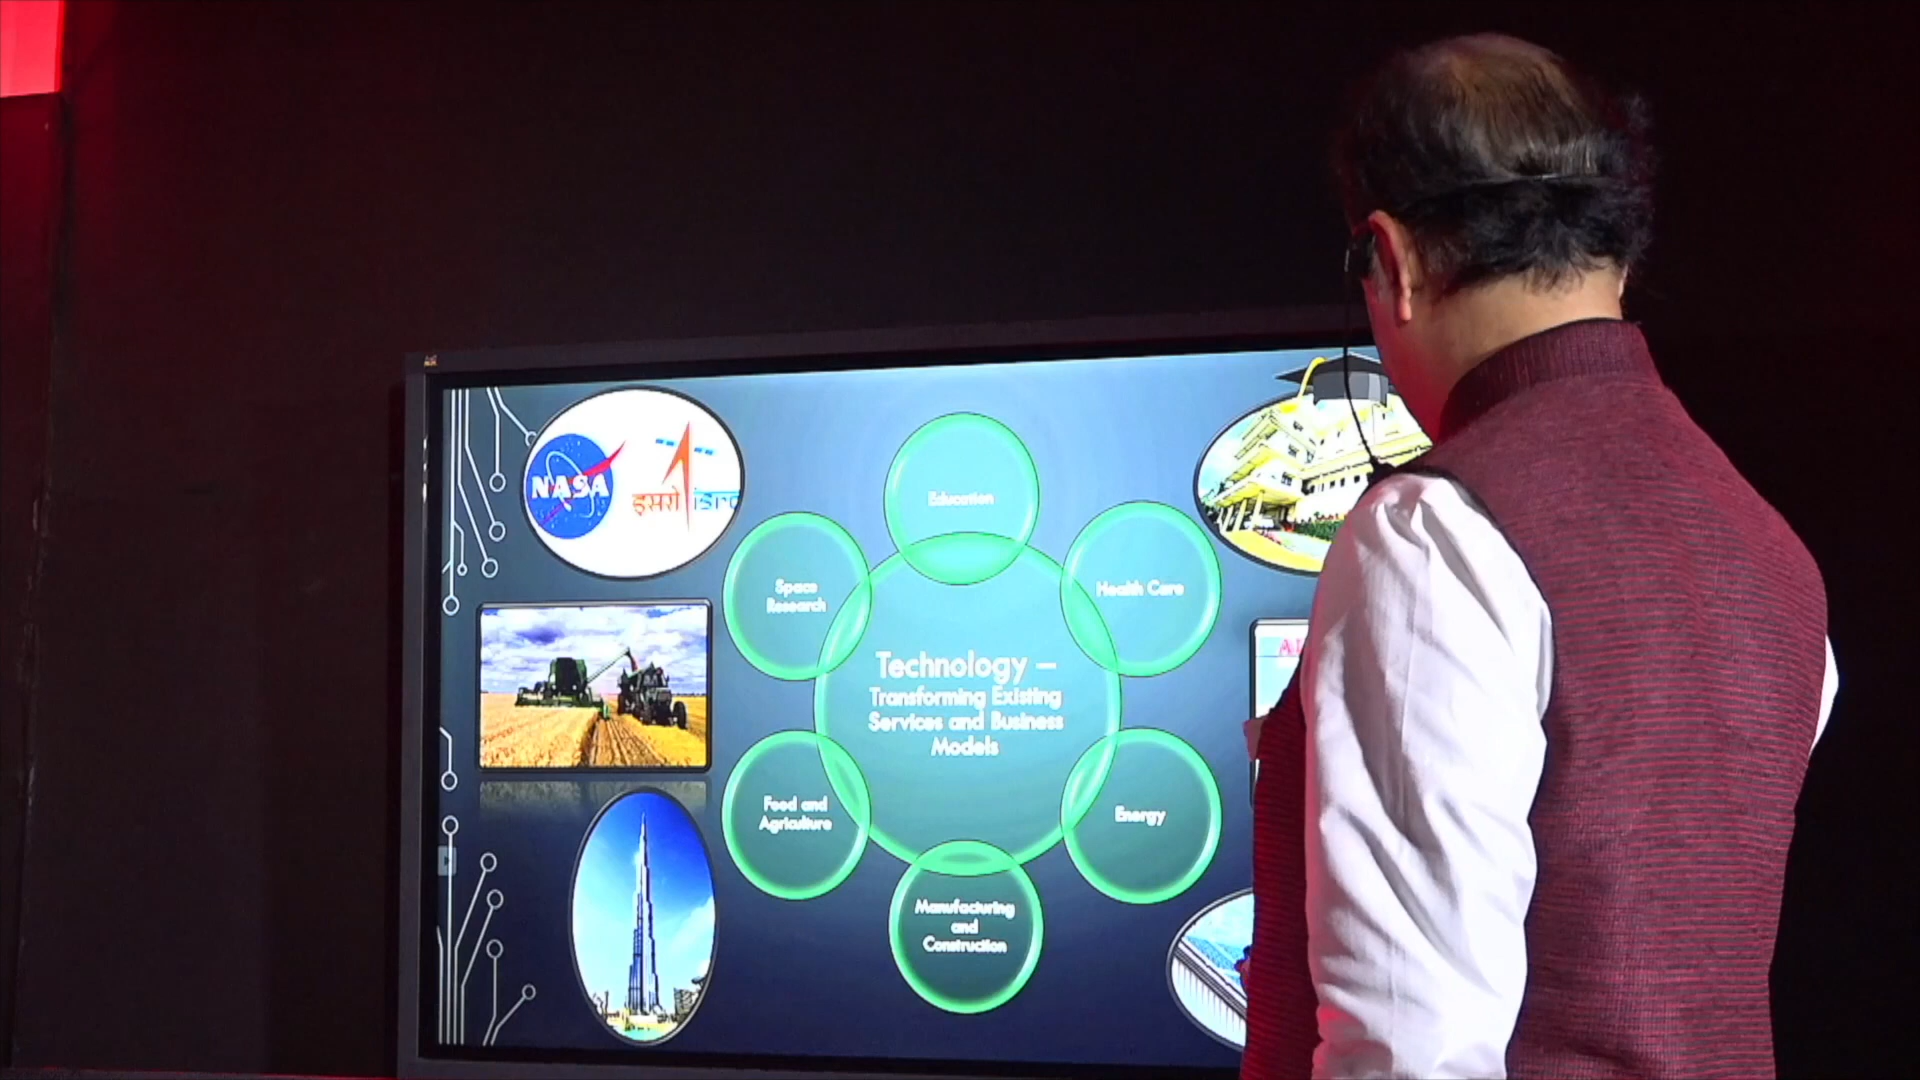 NASA
इसरो isro
Education
Space
Research
Health Care
Technology –
Transforming Existing
Services and Business
Models
Food and
Agriculture
Energy
Manufacturing
and
Construction